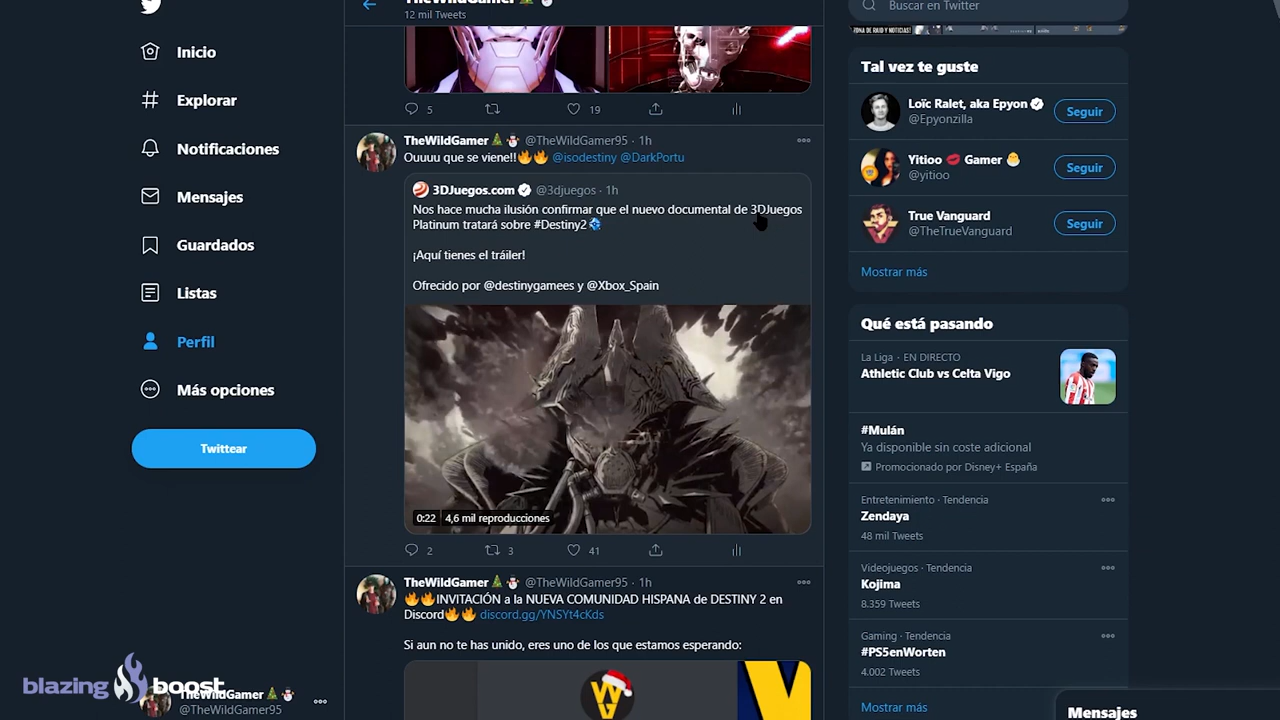 TheWildGamer
12 mil Tweets
Buscar en Twitter
ZONA DE RAID Y NOTICIAS!
Inicio
Explorar
Notificaciones
Mensajes
Guardados
Listas
Perfil
Más opciones
Twittear
5
19
TheWildGamer @TheWildGamer95 · 1h
Ouuuu que se viene!! @isodestiny @DarkPortu
3DJuegos.com @3djuegos · 1h
Nos hace mucha ilusión confirmar que el nuevo documental de 3DJuegos
Platinum tratará sobre #Destiny2
¡Aquí tienes el tráiler!
Ofrecido por @destinygamees y @Xbox_Spain
0:22 4,6 mil reproducciones
2
3
41
TheWildGamer @TheWildGamer95 · 1h
INVITACIÓN a la NUEVA COMUNIDAD HISPANA de DESTINY 2 en
Discord discord.gg/YNSYt4cKds
Si aun no te has unido, eres uno de los que estamos esperando:
Tal vez te guste
Loïc Ralet, aka Epyon
@Epyonzilla
Seguir
Yitioo Gamer
@yitioo
Seguir
True Vanguard
@TheTrueVanguard
Seguir
Mostrar más
Qué está pasando
La Liga · EN DIRECTO
Athletic Club vs Celta Vigo
#Mulán
Ya disponible sin coste adicional
Promocionado por Disney+ España
Entretenimiento · Tendencia
Zendaya
48 mil Tweets
Videojuegos · Tendencia
Kojima
8.359 Tweets
Gaming · Tendencia
#PS5enWorten
4.002 Tweets
Mostrar más
Mensajes
blazing boost
TheWildGamer
@TheWildGamer95